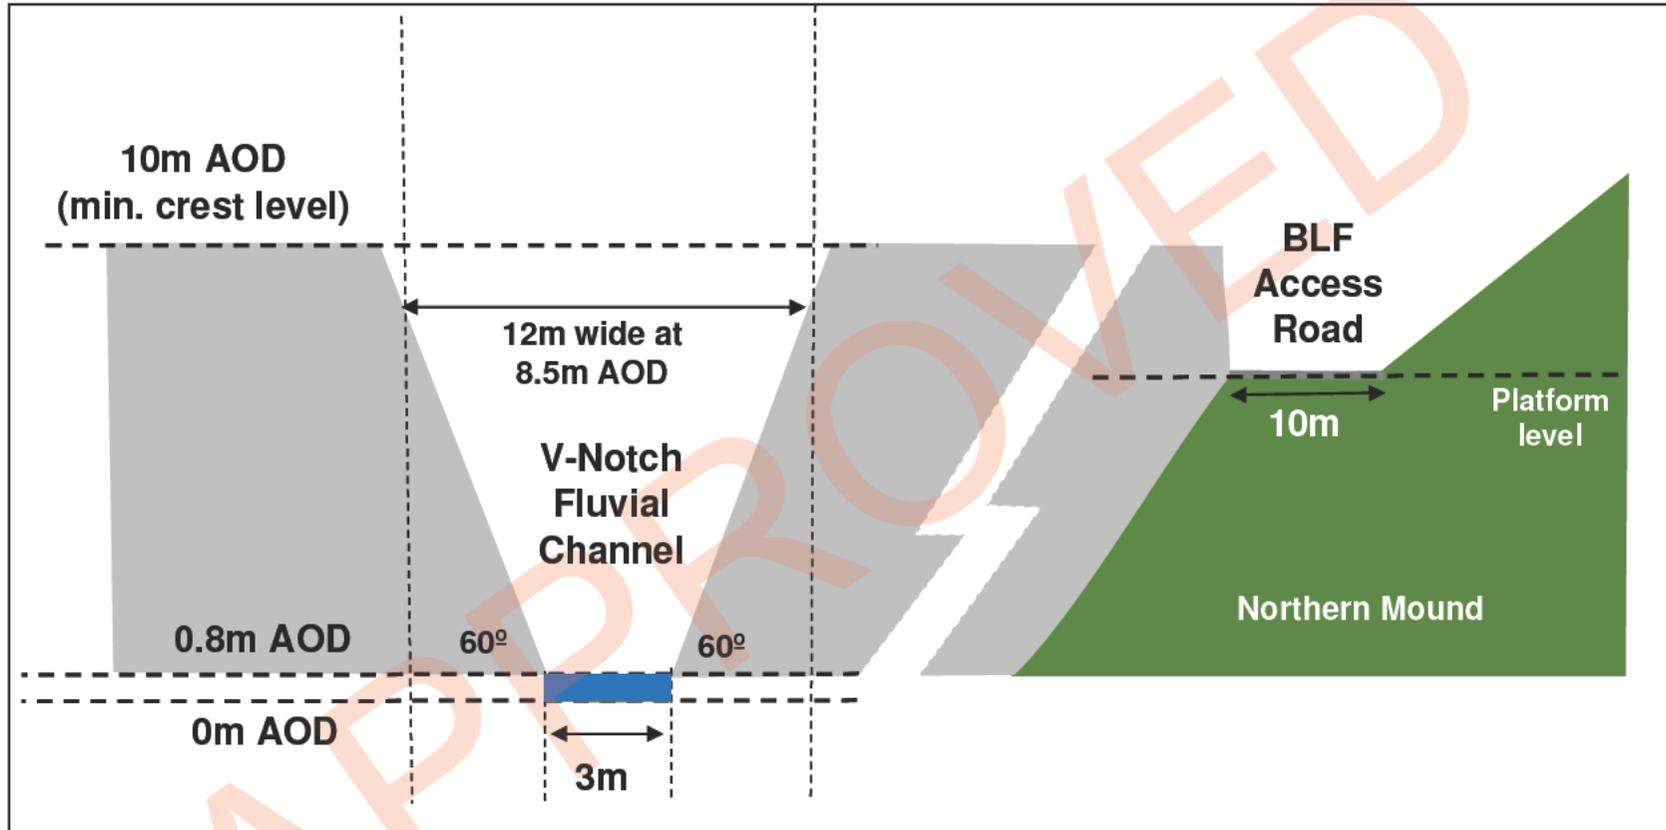 10m AOD
(min. crest level)
12m wide at
8.5m AOD
V-Notch
Fluvial
Channel
0.8m AOD
60º
60º
0m AOD
3m
BLF
Access
Road
10m
Platform
level
Northern Mound
APPROVED